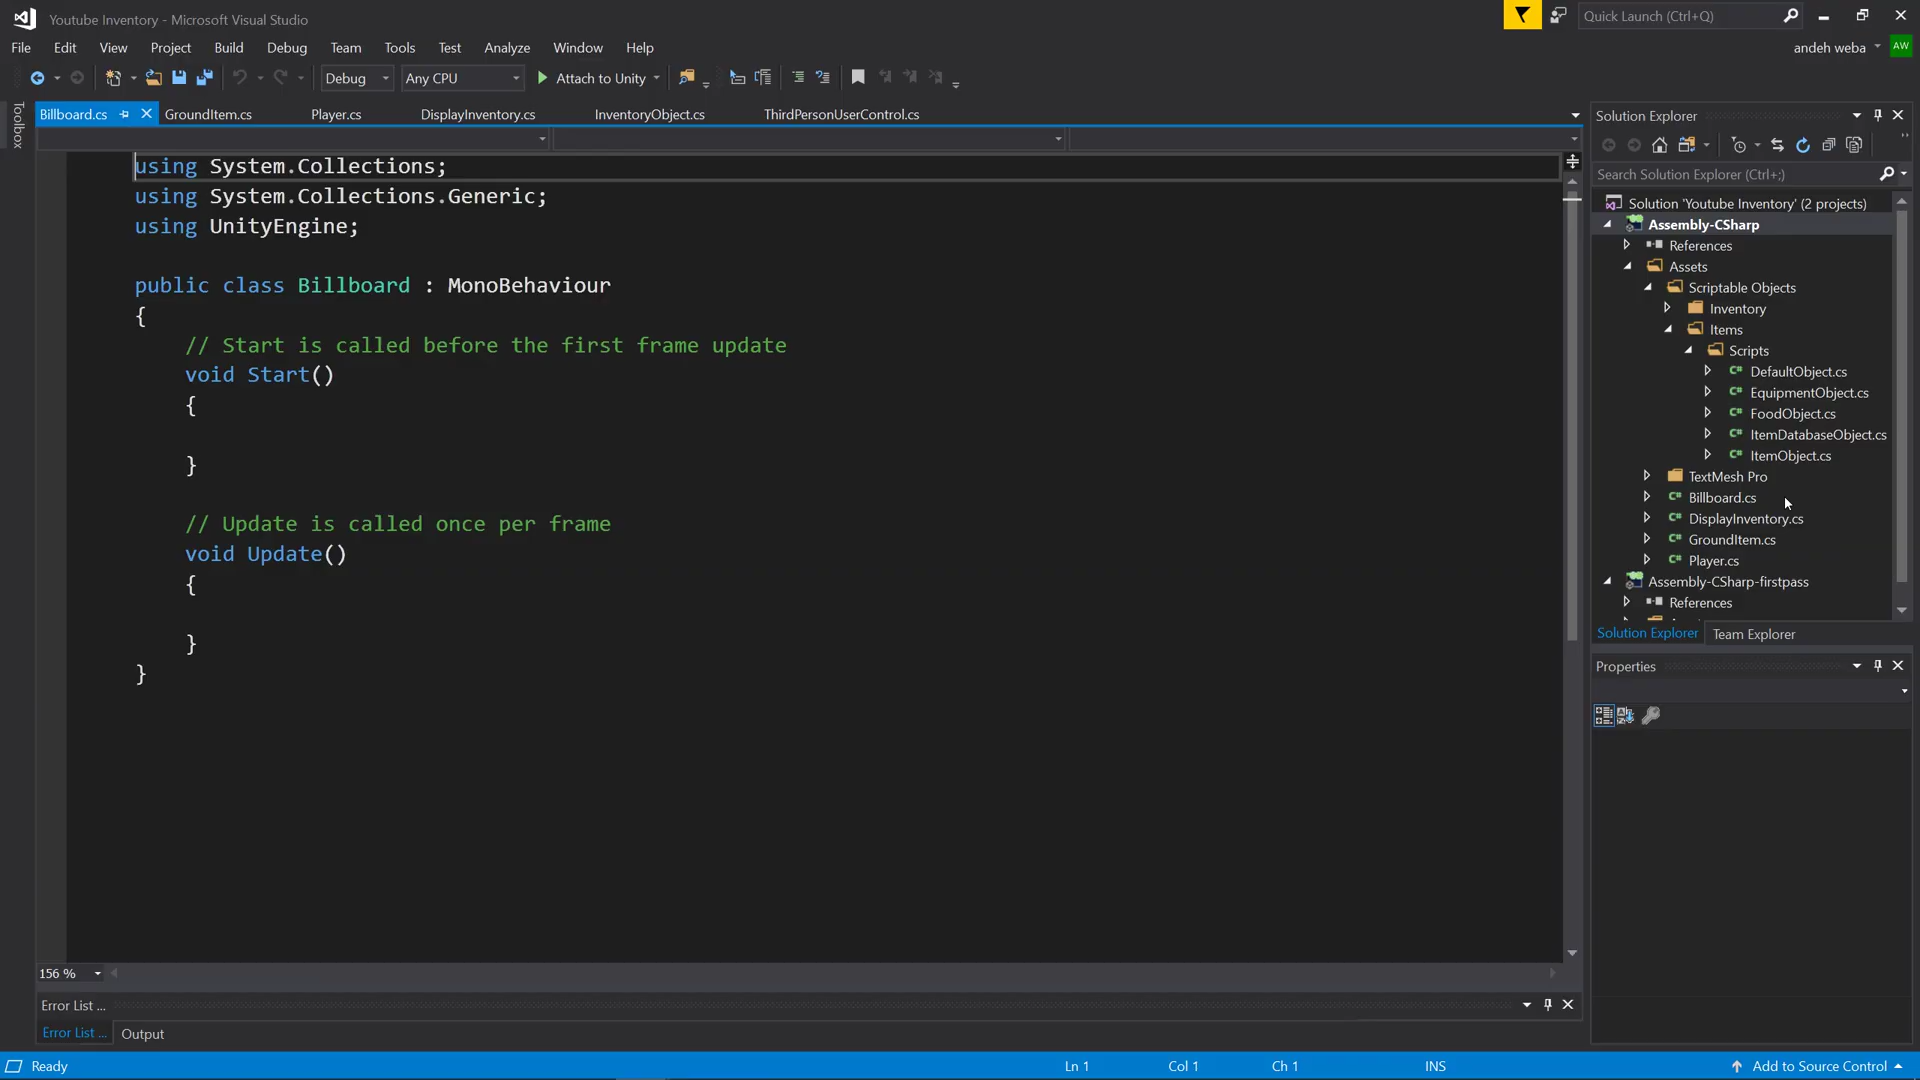 Youtube Inventory - Microsoft Visual Studio
Quick Launch (Ctrl+Q)
File Edit View Project Build Debug Team Tools Test Analyze Window Help
andeh weba AW
Debug Any CPU Attach to Unity
Toolbox
Billboard.cs GroundItem.cs Player.cs DisplayInventory.cs InventoryObject.cs ThirdPersonUserControl.cs
using System.Collections;
using System.Collections.Generic;
using UnityEngine;
public class Billboard : MonoBehaviour
{
// Start is called before the first frame update
void Start()
{
}
// Update is called once per frame
void Update()
{
}
}
156 %
Error List ...
Error List ... Output
Solution Explorer
Search Solution Explorer (Ctrl+;)
Solution 'Youtube Inventory' (2 projects)
Assembly-CSharp
References
Assets
Scriptable Objects
Inventory
Items
Scripts
C# DefaultObject.cs
C# EquipmentObject.cs
C# FoodObject.cs
C# ItemDatabaseObject.cs
C# ItemObject.cs
TextMesh Pro
C# Billboard.cs
C# DisplayInventory.cs
C# GroundItem.cs
C# Player.cs
Assembly-CSharp-firstpass
References
Solution Explorer Team Explorer
Properties
Ready Ln 1 Col 1 Ch 1 INS Add to Source Control